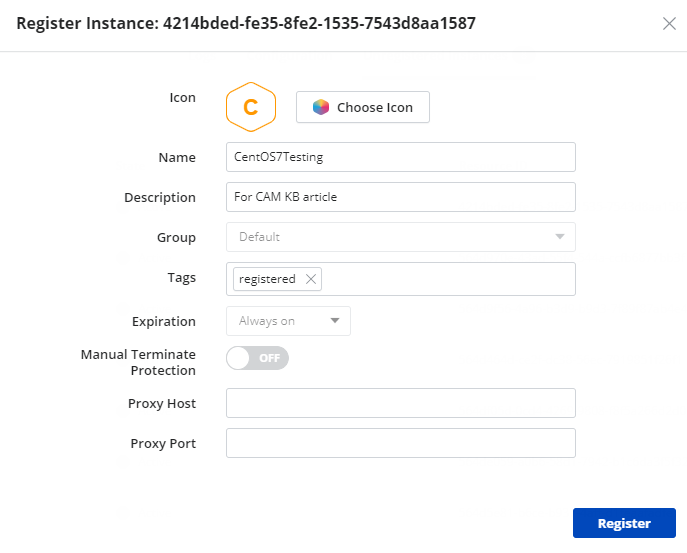 Register Instance: 4214bded-fe35-8fe2-1535-7543d8aa1587
Icon
C
Choose Icon
Name
CentOS7Testing
Description
For CAM KB article
Group
Default
Tags
registered
Expiration
Always on
Manual Terminate
Protection
OFF
Proxy Host
Proxy Port
Register